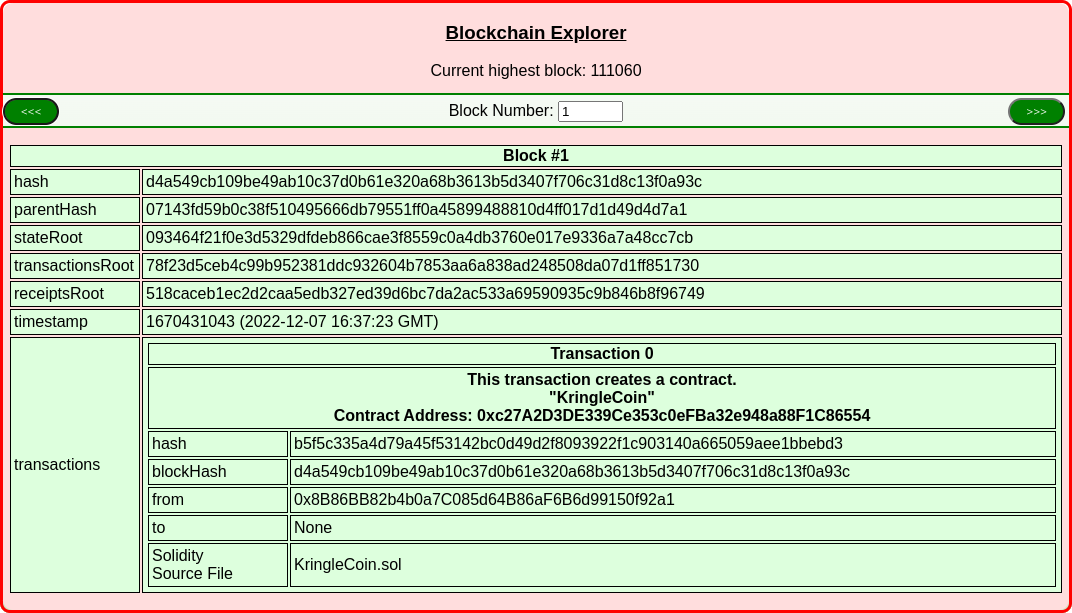 Blockchain Explorer
Current highest block: 111060
<<< Block Number: 1 >>>
Block #1
hash d4a549cb109be49ab10c37d0b61e320a68b3613b5d3407f706c31d8c13f0a93c
parentHash 07143fd59b0c38f510495666db79551ff0a45899488810d4ff017d1d49d4d7a1
stateRoot 093464f21f0e3d5329dfdeb866cae3f8559c0a4db3760e017e9336a7a48cc7cb
transactionsRoot 78f23d5ceb4c99b952381ddc932604b7853aa6a838ad248508da07d1ff851730
receiptsRoot 518caceb1ec2d2caa5edb327ed39d6bc7da2ac533a69590935c9b846b8f96749
timestamp 1670431043 (2022-12-07 16:37:23 GMT)
transactions
Transaction 0
This transaction creates a contract.
"KringleCoin"
Contract Address: 0xc27A2D3DE339Ce353c0eFBa32e948a88F1C86554
hash b5f5c335a4d79a45f53142bc0d49d2f8093922f1c903140a665059aee1bbebd3
blockHash d4a549cb109be49ab10c37d0b61e320a68b3613b5d3407f706c31d8c13f0a93c
from 0x8B86BB82b4b0a7C085d64B86aF6B6d99150f92a1
to None
Solidity
Source File KringleCoin.sol